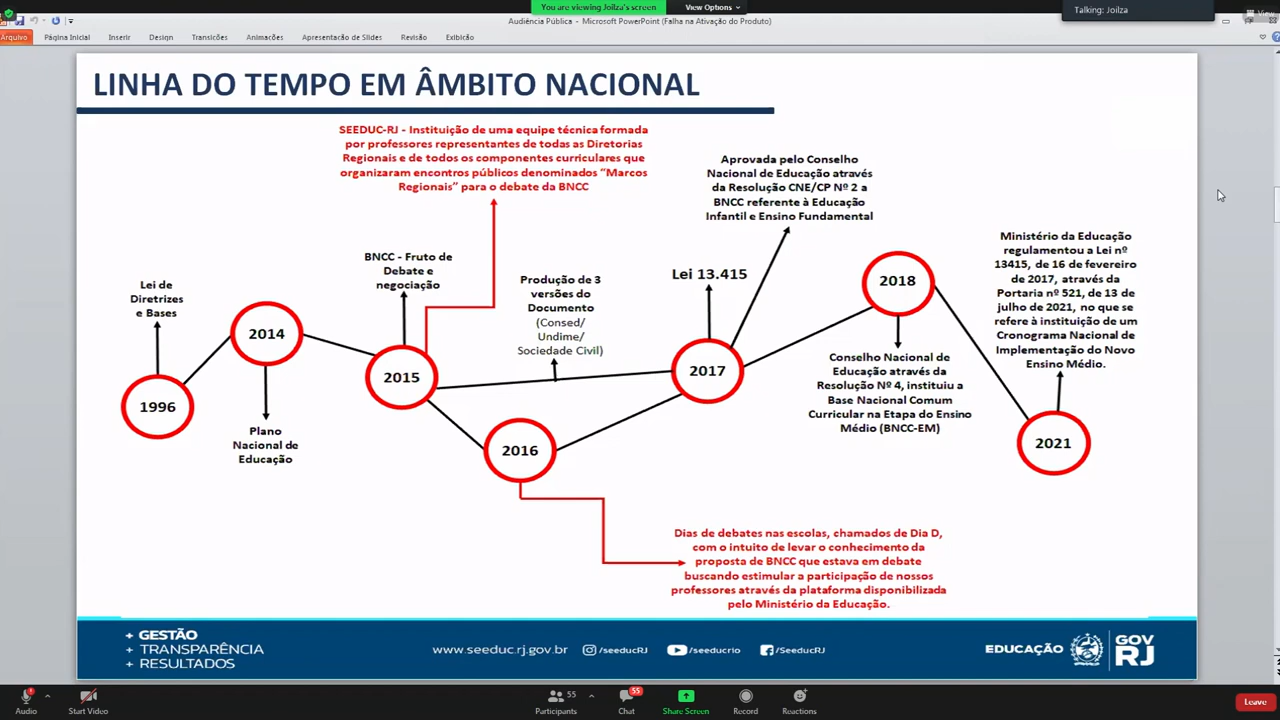 You are viewing Joilza's screen
View Options
Talking: Joilza
View
Audiência Pública - Microsoft PowerPoint (Falha na Ativação do Produto)
Arquivo
Página Inicial
Inserir
Design
Transições
Animações
Apresentação de Slides
Revisão
Exibição
LINHA DO TEMPO EM ÂMBITO NACIONAL
SEEDUC-RJ - Instituição de uma equipe técnica formada
por professores representantes de todas as Diretorias
Regionais e de todos os componentes curriculares que
organizaram encontros públicos denominados “Marcos
Regionais” para o debate da BNCC
Aprovada pelo Conselho
Nacional de Educação através
da Resolução CNE/CP Nº 2 a
BNCC referente à Educação
Infantil e Ensino Fundamental
Ministério da Educação
regulamentou a Lei nº
13415, de 16 de fevereiro
de 2017, através da
Portaria nº 521, de 13 de
julho de 2021, no que se
refere à instituição de um
Cronograma Nacional de
Implementação do Novo
Ensino Médio.
BNCC - Fruto de
Debate e
negociação
Lei 13.415
Produção de 3
versões do
Documento
(Consed/
Undime/
Sociedade Civil)
Lei de
Diretrizes
e Bases
2018
2014
2015
2017
1996
Conselho Nacional de
Educação através da
Resolução Nº 4, instituiu a
Base Nacional Comum
Curricular na Etapa do Ensino
Médio (BNCC-EM)
Plano
Nacional de
Educação
2016
2021
Dias de debates nas escolas, chamados de Dia D,
com o intuito de levar o conhecimento da
proposta de BNCC que estava em debate
buscando estimular a participação de nossos
professores através da plataforma disponibilizada
pelo Ministério da Educação.
+ GESTÃO
+ TRANSPARÊNCIA
+ RESULTADOS
www.seeduc.rj.gov.br
/seeducRJ
/seeducrio
/SeeducRJ
EDUCAÇÃO
GOV
RJ
Audio
Start Video
Participants
55
Chat
55
Share Screen
Record
Reactions
Leave